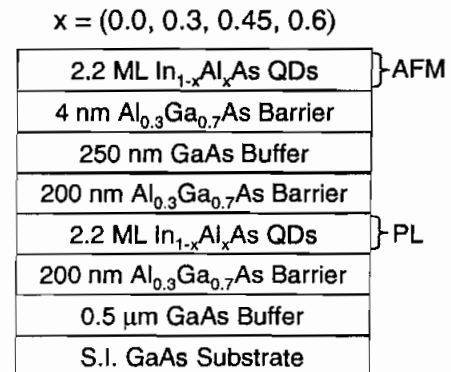 x = (0.0, 0.3, 0.45, 0.6)
2.2 ML In₁₋ₓAlₓAs QDs } AFM
4 nm Al₀.₃Ga₀.₇As Barrier
250 nm GaAs Buffer
200 nm Al₀.₃Ga₀.₇As Barrier
2.2 ML In₁₋ₓAlₓAs QDs } PL
200 nm Al₀.₃Ga₀.₇As Barrier
0.5 μm GaAs Buffer
S.I. GaAs Substrate